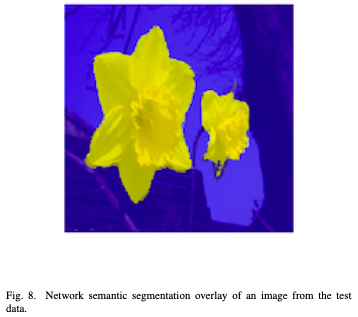 Fig. 8. Network semantic segmentation overlay of an image from the test
data.